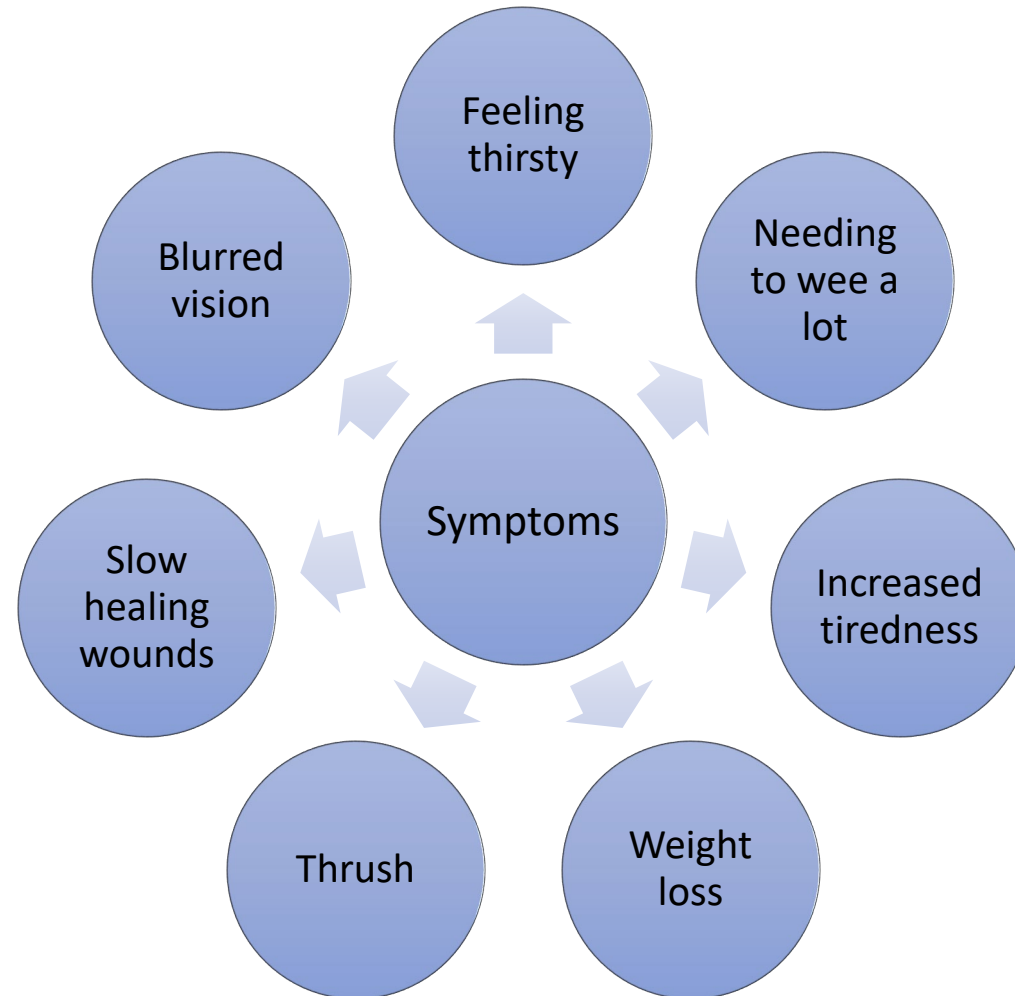 Feeling
thirsty
Needing
to wee a
lot
Increased
tiredness
Weight
loss
Thrush
Slow
healing
wounds
Blurred
vision
Symptoms